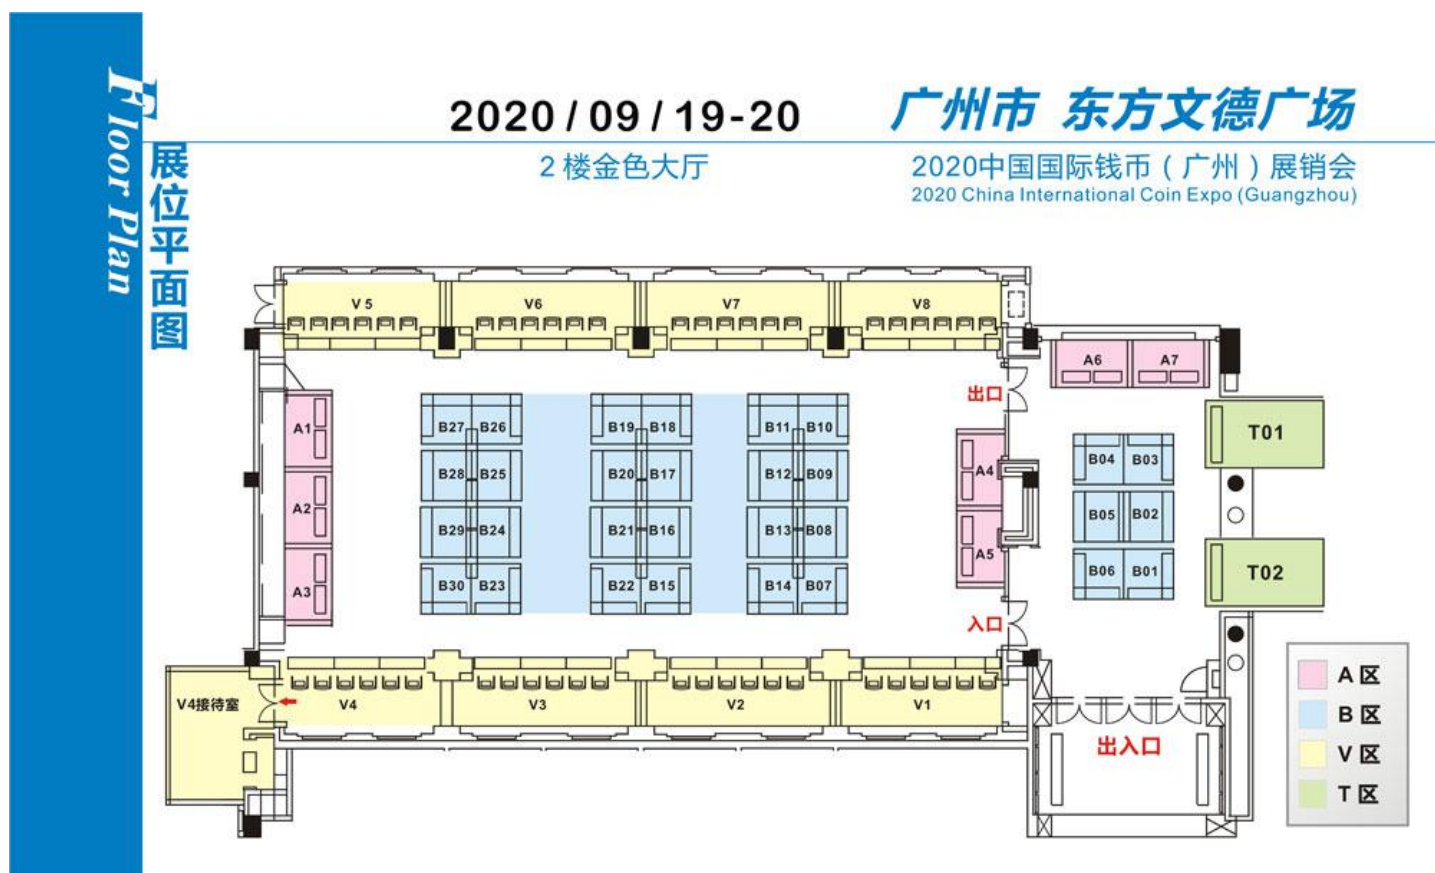 Floor Plan
展位平面图
2020/09/19-20
2楼金色大厅
广州市 东方文德广场
2020中国国际钱币(广州)展销会
2020 China International Coin Expo (Guangzhou)
V5
V6
V7
V8
A6
A7
出口
A1
A2
A3
B27 B26
B19 B18
B11 B10
B28 B25
B20 B17
B12 B09
B29 B24
B21 B16
B13 B08
B30 B23
B22 B15
B14 B07
A4
A5
B04 B03
B05 B02
B06 B01
T01
T02
入口
V4接待室
V4
V3
V2
V1
出入口
A区
B区
V区
T区